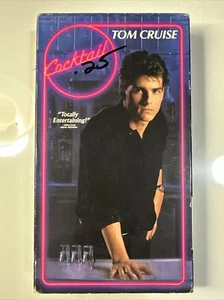 TOM CRUISE
Cocktail
.25
"Totally
Entertaining!"